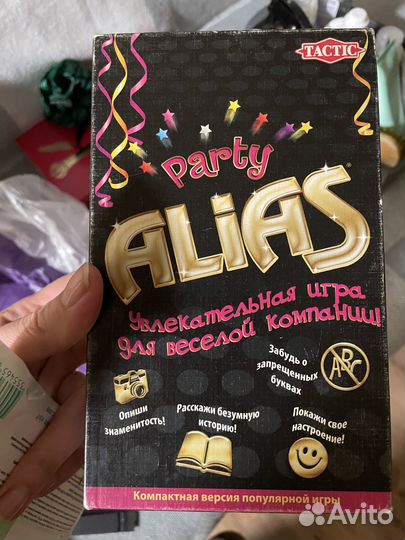 TACTIC
Party
ALiAS
Увлекательная игра
для веселой компании!
Забудь о
запрещенных
буквах
ABC
Опиши
знаменитость!
Расскажи безумную
историю!
Покажи свое
настроение!
Компактная версия популярной игры
Avito